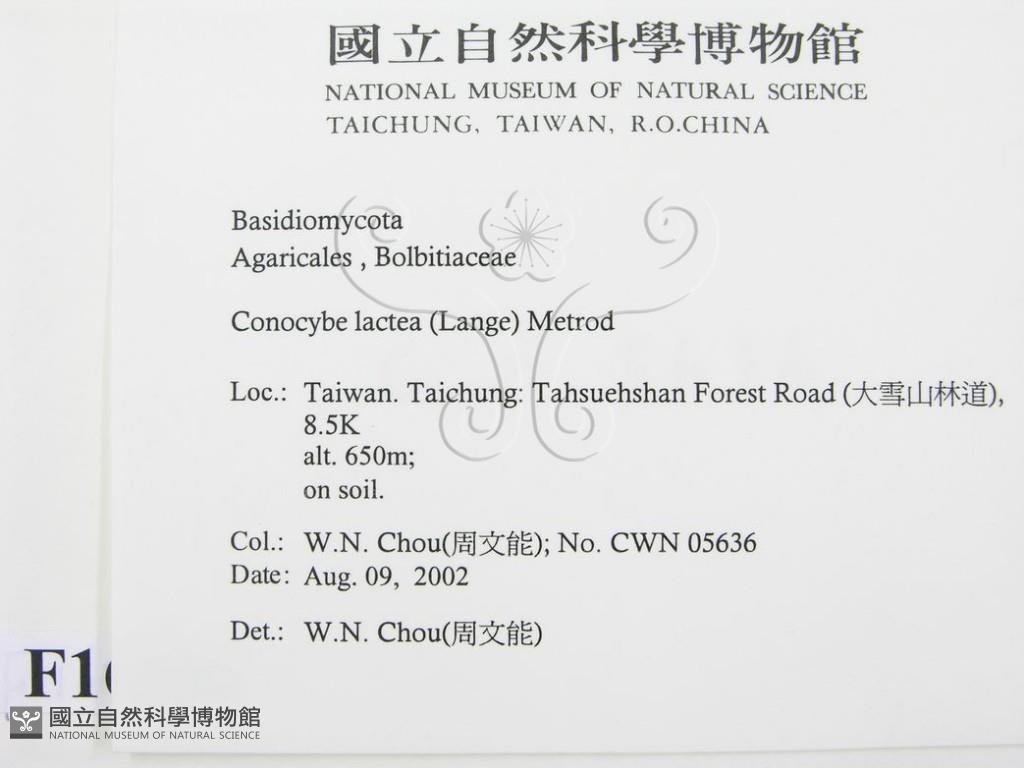 國立自然科學博物館
NATIONAL MUSEUM OF NATURAL SCIENCE
TAICHUNG, TAIWAN, R.O.CHINA
Basidiomycota
Agaricales , Bolbitiaceae
Conocybe lactea (Lange) Metrod
Loc.: Taiwan. Taichung: Tahsuehshan Forest Road (大雪山林道),
8.5K
alt. 650m;
on soil.
Col.: W.N. Chou(周文能); No. CWN 05636
Date: Aug. 09, 2002
Det.: W.N. Chou(周文能)
國立自然科學博物館
NATIONAL MUSEUM OF NATURAL SCIENCE